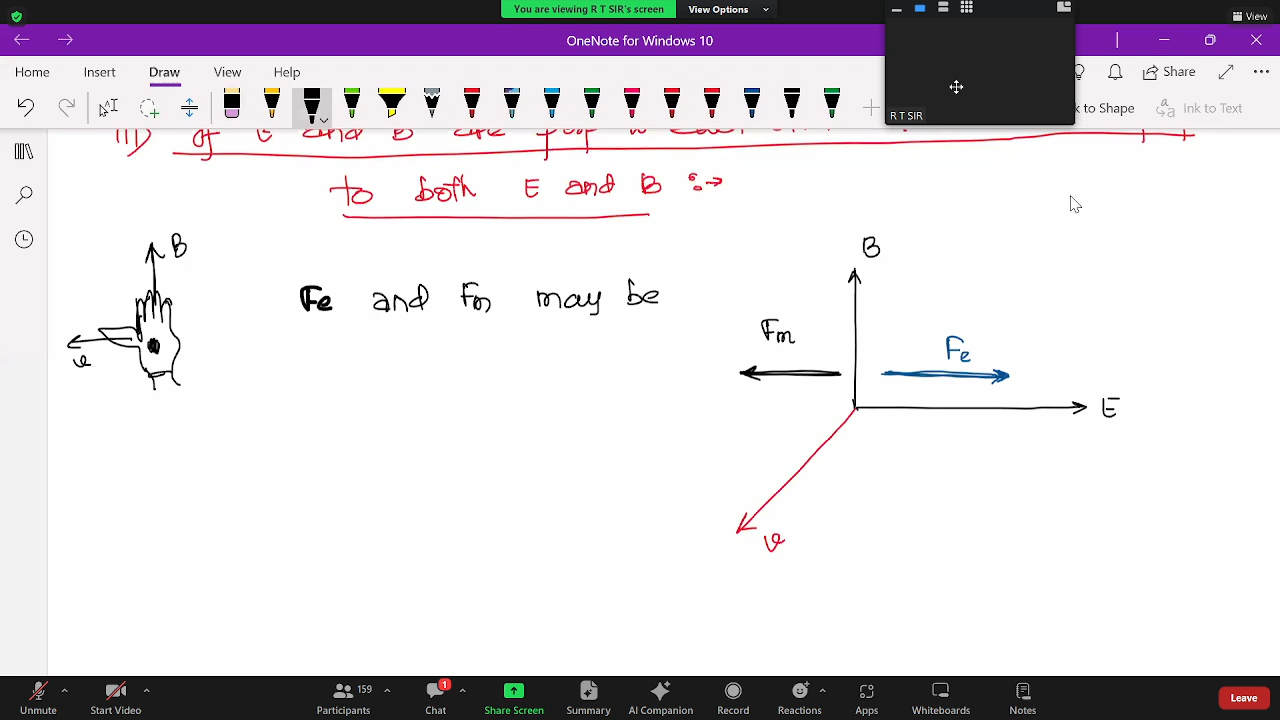 You are viewing R T SIR's screen
View Options
View
OneNote for Windows 10
Home Insert Draw View Help
Share
k to Shape
Ink to Text
R T SIR
to both E and B :→
B
v
Fe and Fm may be
B
Fm
Fe
E
v
Unmute
Start Video
159
Participants
1
Chat
Share Screen
Summary
AI Companion
Record
Reactions
Apps
Whiteboards
Notes
Leave